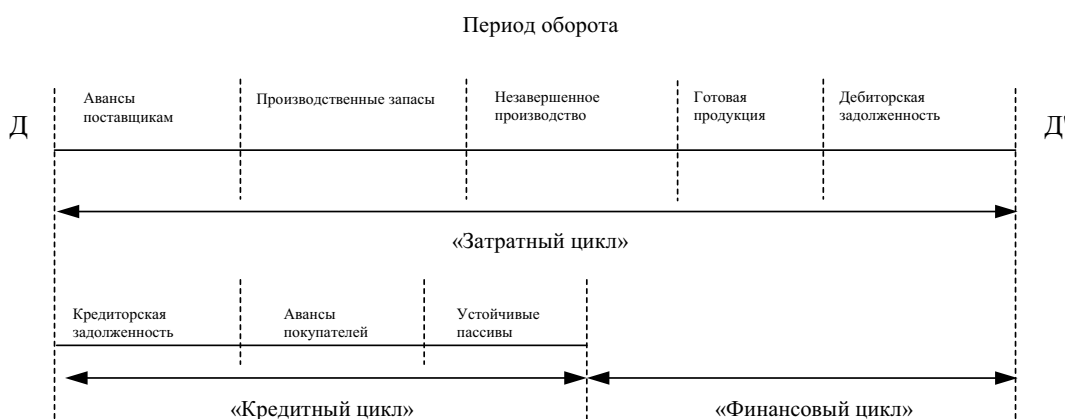 Период оборота
Авансы
поставщикам
Производственные запасы
Незавершенное
производство
Готовая
продукция
Дебиторская
задолженность
Д
Д'
«Затратный цикл»
Кредиторская
задолженность
Авансы
покупателей
Устойчивые
пассивы
«Кредитный цикл»
«Финансовый цикл»